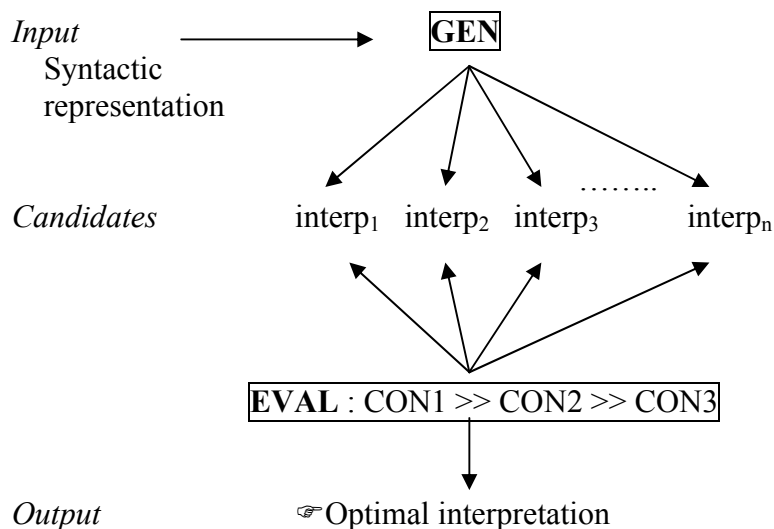 Input GEN
Syntactic
representation
……..
Candidates interp₁ interp₂ interp₃ interpₙ
EVAL : CON1 >> CON2 >> CON3
Output ☞Optimal interpretation